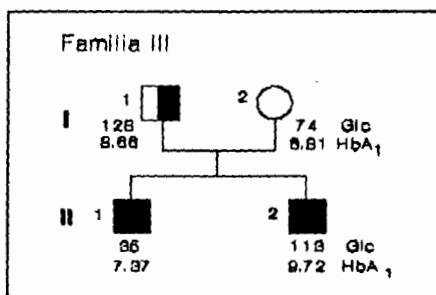 Familia III
1 2
I 128 74 Glc
8.66 6.81 HbA1
II 1 2
86 113 Glc
7.37 9.72 HbA1